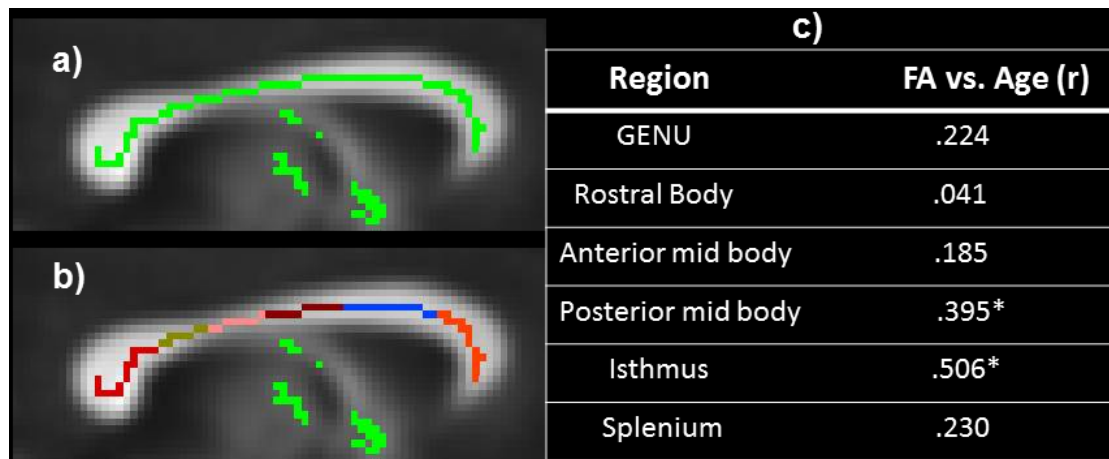 a)
b)
c)
Region FA vs. Age (r)
GENU .224
Rostral Body .041
Anterior mid body .185
Posterior mid body .395*
Isthmus .506*
Splenium .230